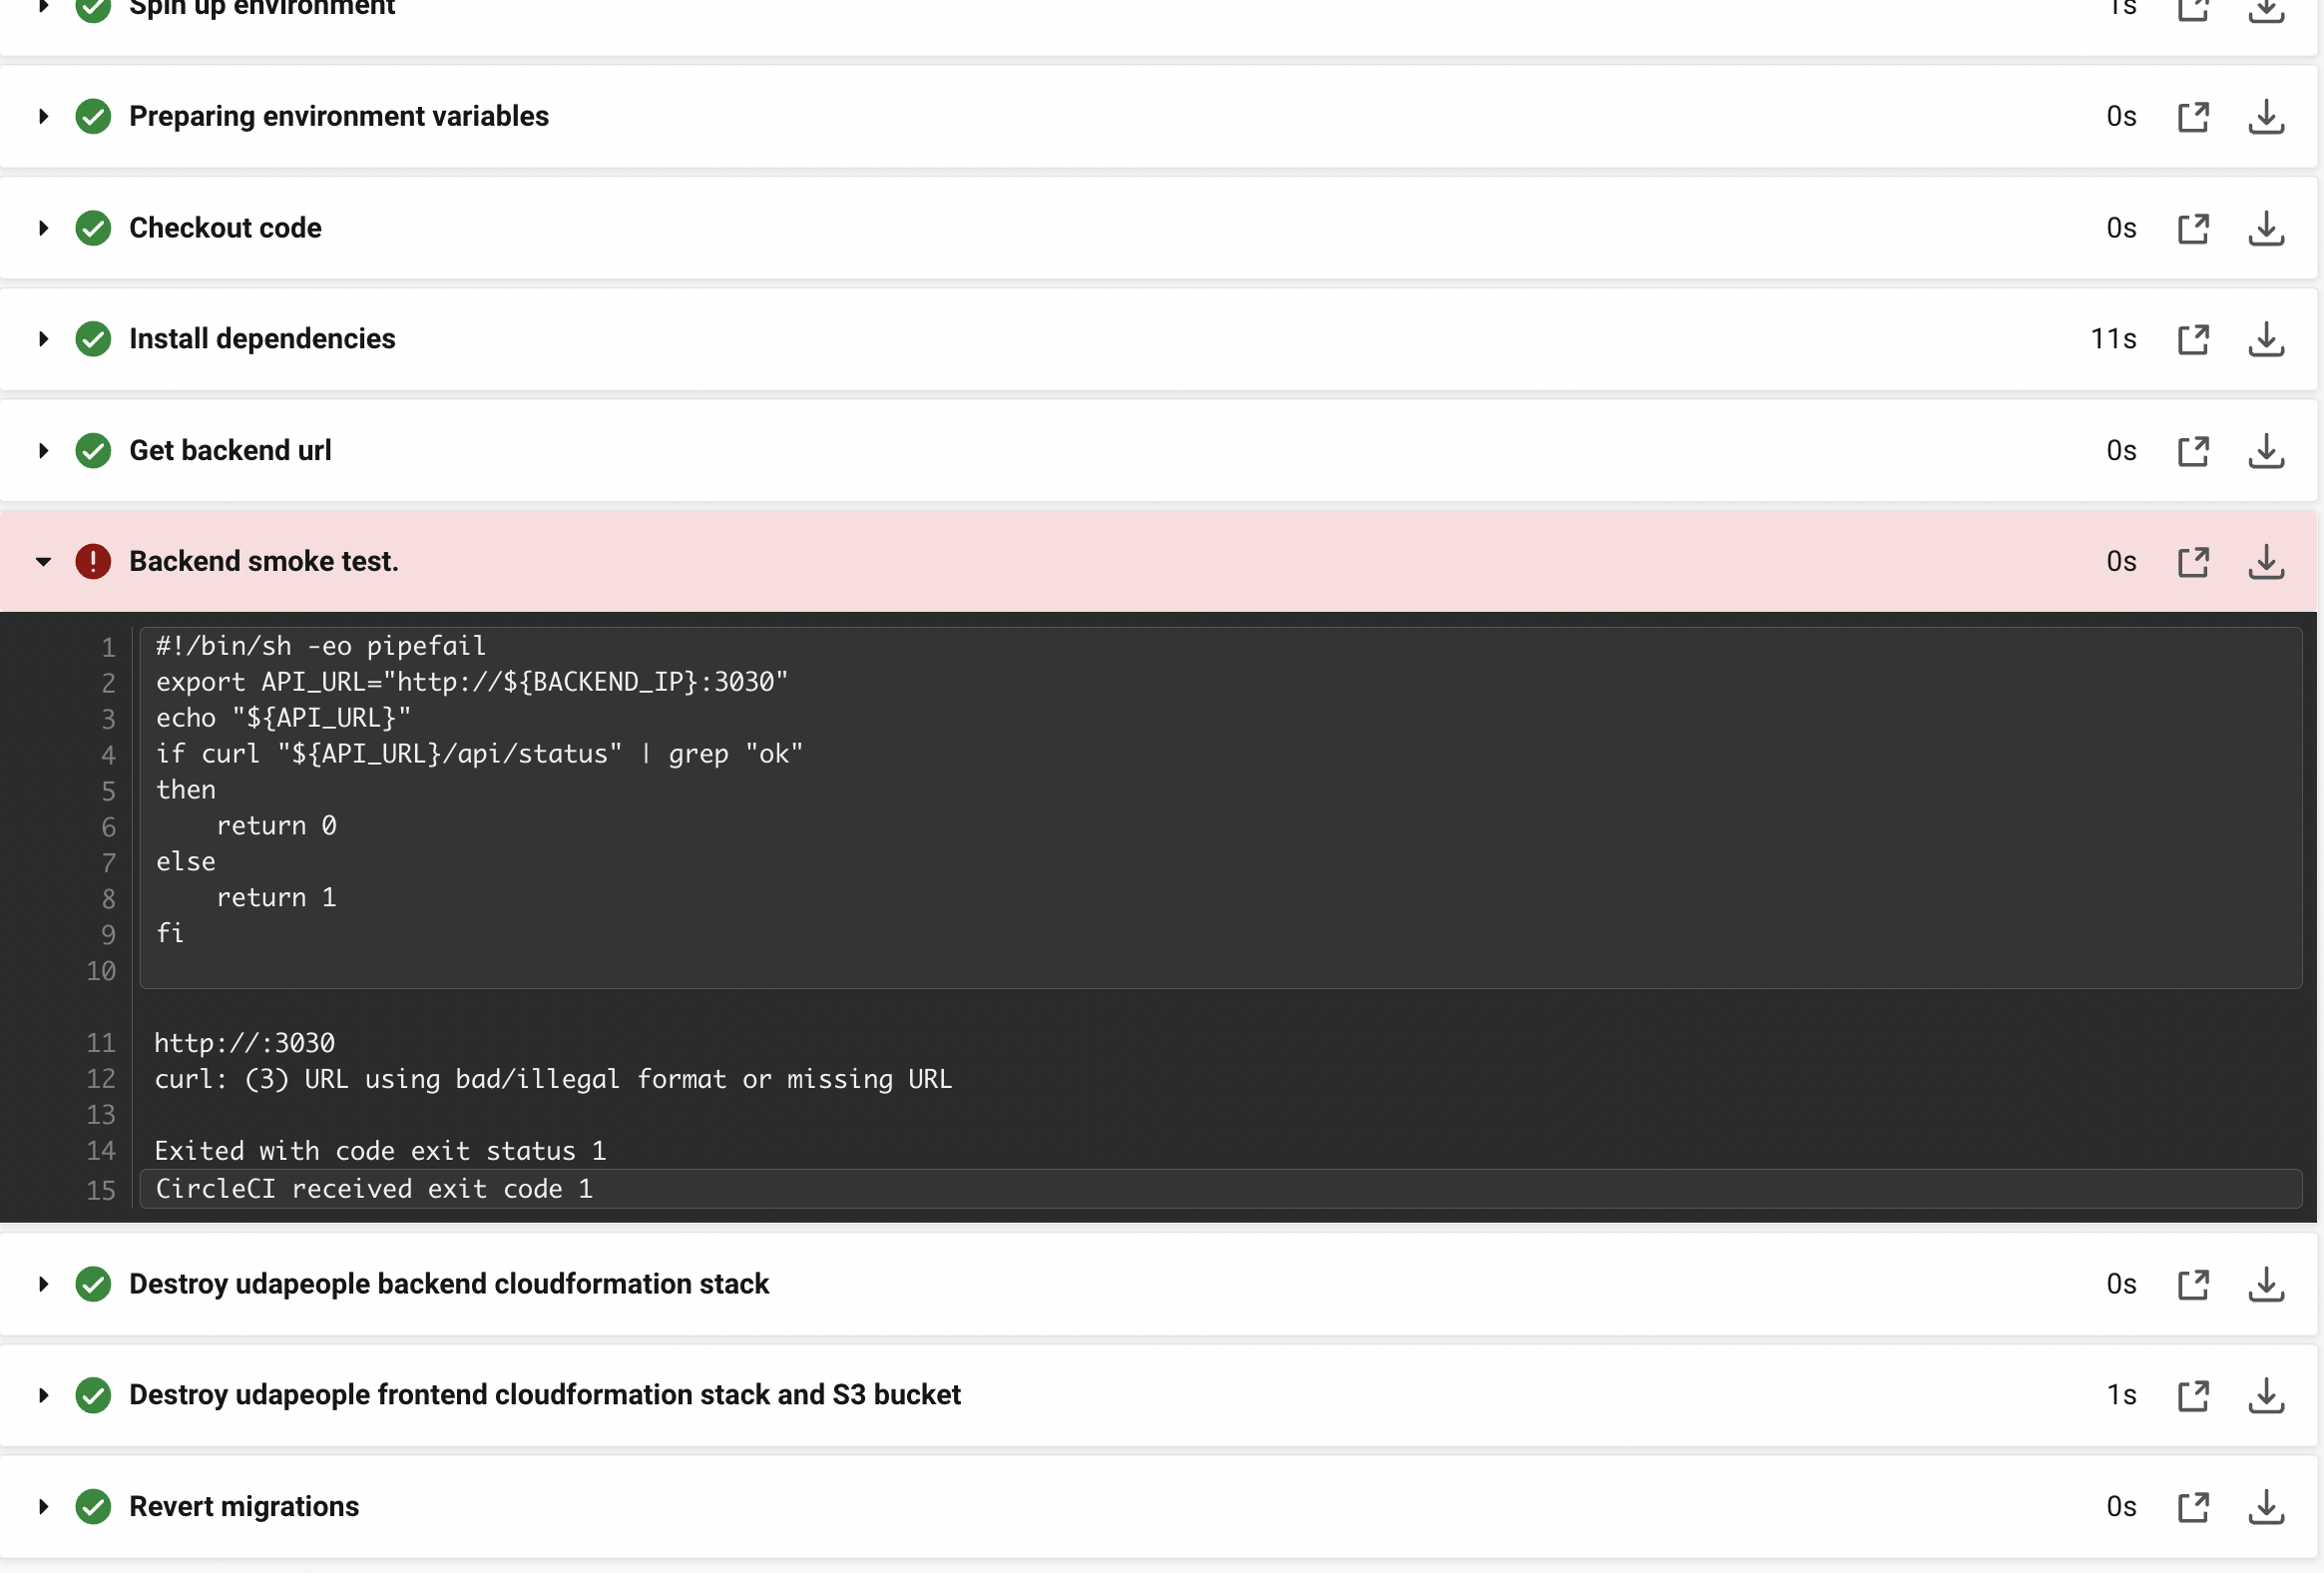 Spin up environment 1s
Preparing environment variables 0s
Checkout code 0s
Install dependencies 11s
Get backend url 0s
Backend smoke test. 0s
1 #!/bin/sh -eo pipefail
2 export API_URL="http://${BACKEND_IP}:3030"
3 echo "${API_URL}"
4 if curl "${API_URL}/api/status" | grep "ok"
5 then
6     return 0
7 else
8     return 1
9 fi
10
11 http://:3030
12 curl: (3) URL using bad/illegal format or missing URL
13
14 Exited with code exit status 1
15 CircleCI received exit code 1
Destroy udapeople backend cloudformation stack 0s
Destroy udapeople frontend cloudformation stack and S3 bucket 1s
Revert migrations 0s